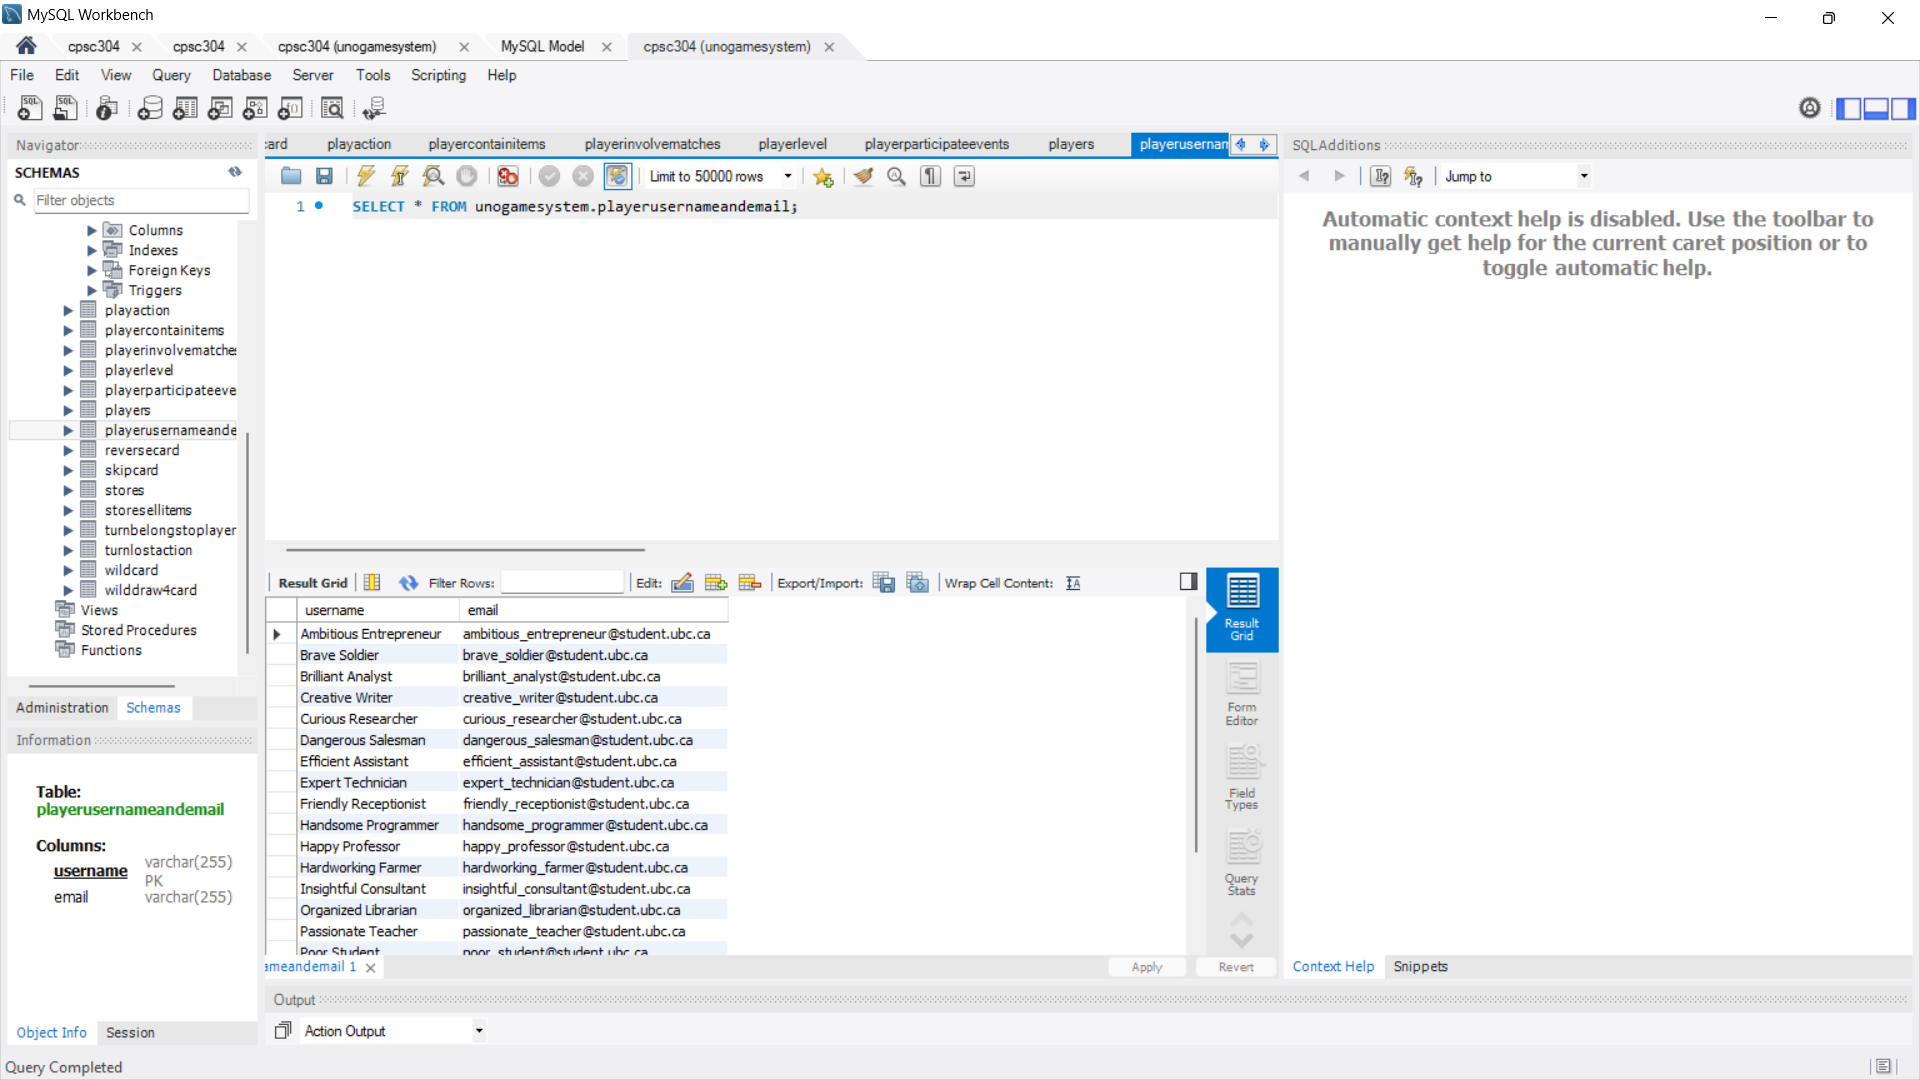 MySQL Workbench
cpsc304
cpsc304
cpsc304 (unogamesystem)
MySQL Model
cpsc304 (unogamesystem)
File Edit View Query Database Server Tools Scripting Help
Navigator
SCHEMAS
Filter objects
Columns
Indexes
Foreign Keys
Triggers
playaction
playercontainitems
playerinvolvematche
playerlevel
playerparticipateeve
players
playerusernameande
reversecard
skipcard
stores
storesellitems
turnbelongstoplayer
turnlostaction
wildcard
wilddraw4card
Views
Stored Procedures
Functions
Administration Schemas
Information
Table:
playerusernameandemail
Columns:
username varchar(255)
PK
email varchar(255)
Object Info Session
Query Completed
ard playaction playercontainitems playerinvolvematches playerlevel playerparticipateevents players playerusernam
Limit to 50000 rows
1 SELECT * FROM unogamesystem.playerusernameandemail;
Result Grid Filter Rows: Edit: Export/Import: Wrap Cell Content:
username email
Ambitious Entrepreneur ambitious_entrepreneur@student.ubc.ca
Brave Soldier brave_soldier@student.ubc.ca
Brilliant Analyst brilliant_analyst@student.ubc.ca
Creative Writer creative_writer@student.ubc.ca
Curious Researcher curious_researcher@student.ubc.ca
Dangerous Salesman dangerous_salesman@student.ubc.ca
Efficient Assistant efficient_assistant@student.ubc.ca
Expert Technician expert_technician@student.ubc.ca
Friendly Receptionist friendly_receptionist@student.ubc.ca
Handsome Programmer handsome_programmer@student.ubc.ca
Happy Professor happy_professor@student.ubc.ca
Hardworking Farmer hardworking_farmer@student.ubc.ca
Insightful Consultant insightful_consultant@student.ubc.ca
Organized Librarian organized_librarian@student.ubc.ca
Passionate Teacher passionate_teacher@student.ubc.ca
Poor Student poor_student@student.ubc.ca
Result
Grid
Form
Editor
Field
Types
Query
Stats
ameandemail 1
Apply Revert
Output
Action Output
SQLAdditions
Jump to
Automatic context help is disabled. Use the toolbar to
manually get help for the current caret position or to
toggle automatic help.
Context Help Snippets